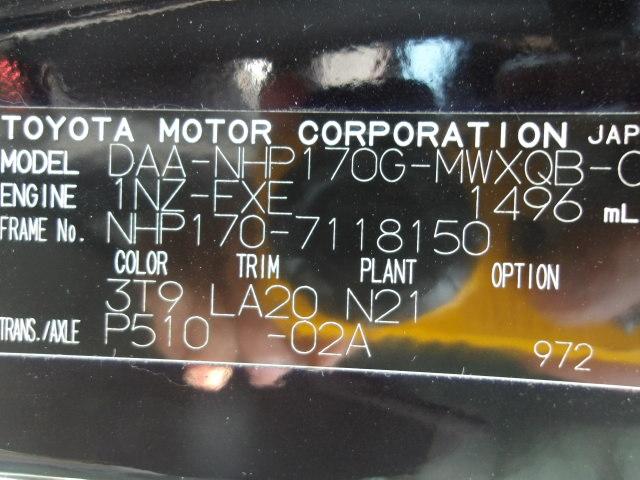 TOYOTA MOTOR CORPORATION JAP
MODEL DAA-NHP170G-MWXQB-C
ENGINE 1NZ-FXE 1496 mL
FRAME No. NHP170-7118150
COLOR TRIM PLANT OPTION
3T9 LA20 N21
TRANS./AXLE P510 -02A 972